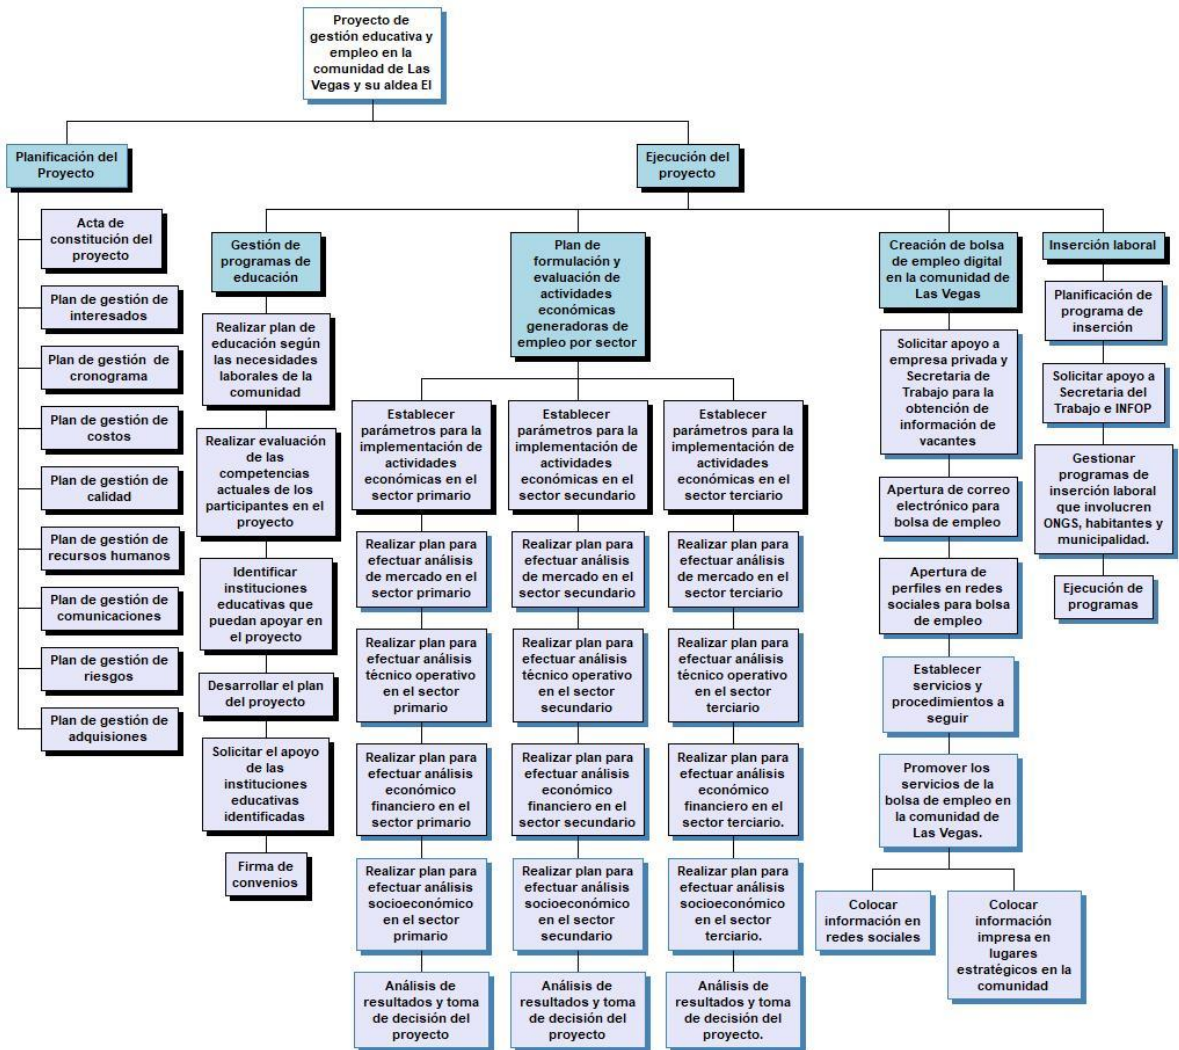 Proyecto de
gestión educativa y
empleo en la
comunidad de Las
Vegas y su aldea El
Planificación del
Proyecto
Acta de
constitución del
proyecto
Plan de gestión de
interesados
Plan de gestión de
cronograma
Plan de gestión de
costos
Plan de gestión de
calidad
Plan de gestión de
recursos humanos
Plan de gestión de
comunicaciones
Plan de gestión de
riesgos
Plan de gestión de
adquisiones
Ejecución del
proyecto
Gestión de
programas de
educación
Realizar plan de
educación según
las necesidades
laborales de la
comunidad
Realizar evaluación
de las
competencias
actuales de los
participantes en el
proyecto
Identificar
instituciones
educativas que
puedan apoyar en
el proyecto
Desarrollar el plan
del proyecto
Solicitar el apoyo
de las
instituciones
educativas
identificadas
Firma de
convenios
Plan de
formulación y
evaluación de
actividades
económicas
generadoras de
empleo por sector
Establecer
parámetros para la
implementación de
actividades
económicas en el
sector primario
Realizar plan para
efectuar análisis
de mercado en el
sector primario
Realizar plan para
efectuar análisis
técnico operativo
en el sector
primario
Realizar plan para
efectuar análisis
económico
financiero en el
sector primario
Realizar plan para
efectuar análisis
socioeconómico
en el sector
primario
Análisis de
resultados y toma
de decisión del
proyecto
Establecer
parámetros para la
implementación de
actividades
económicas en el
sector secundario
Realizar plan para
efectuar análisis
de mercado en el
sector secundario
Realizar plan para
efectuar análisis
técnico operativo
en el sector
secundario
Realizar plan para
efectuar análisis
económico
financiero en el
sector secundario
Realizar plan para
efectuar análisis
socioeconómico
en el sector
secundario
Análisis de
resultados y toma
de decisión del
proyecto
Establecer
parámetros para la
implementación de
actividades
económicas en el
sector terciario
Realizar plan para
efectuar análisis
de mercado en el
sector terciario
Realizar plan para
efectuar análisis
técnico operativo
en el sector
terciario
Realizar plan para
efectuar análisis
económico
financiero en el
sector terciario.
Realizar plan para
efectuar análisis
socioeconómico
en el sector
terciario.
Análisis de
resultados y toma
de decisión del
proyecto.
Creación de bolsa
de empleo digital
en la comunidad de
Las Vegas
Solicitar apoyo a
empresa privada y
Secretaria de
Trabajo para la
obtención de
información de
vacantes
Apertura de correo
electrónico para
bolsa de empleo
Apertura de
perfiles en redes
sociales para bolsa
de empleo
Establecer
servicios y
procedimientos a
seguir
Promover los
servicios de la
bolsa de empleo en
la comunidad de
Las Vegas.
Colocar
información en
redes sociales
Colocar
información
impresa en
lugares
estratégicos en la
comunidad
Inserción laboral
Planificación de
programa de
inserción
Solicitar apoyo a
Secretaria del
Trabajo e INFOP
Gestionar
programas de
inserción laboral
que involucren
ONGS, habitantes y
municipalidad.
Ejecución de
programas